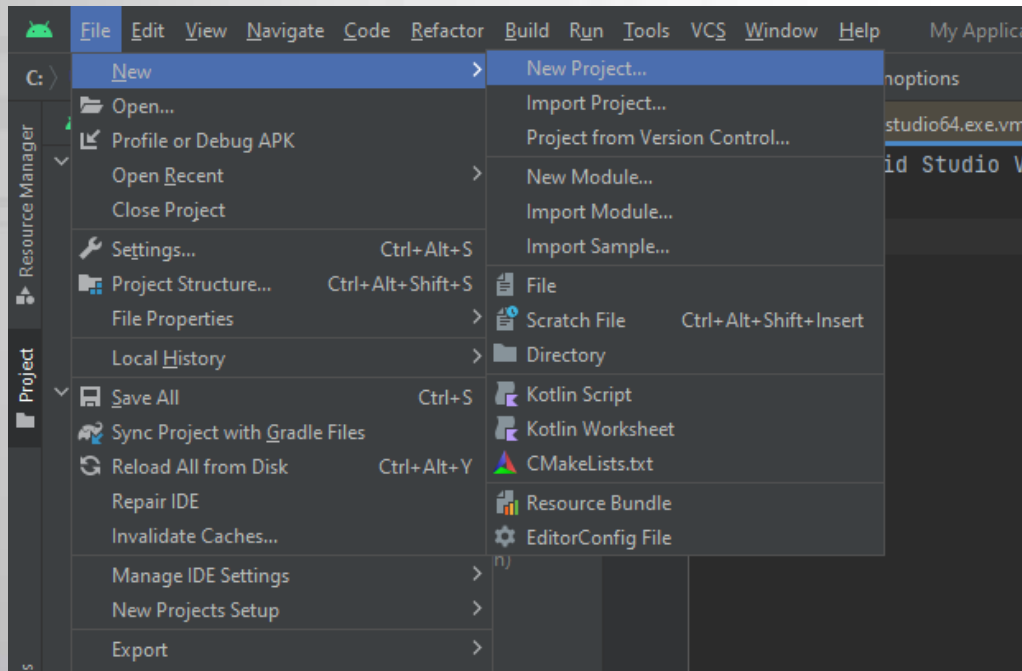 File Edit View Navigate Code Refactor Build Run Tools VCS Window Help My Applica
C: noptions
New New Project...
Open... Import Project...
Profile or Debug APK Project from Version Control...
studio64.exe.vm
Open Recent New Module...
id Studio V
Close Project Import Module...
Import Sample...
Settings... Ctrl+Alt+S
Project Structure... Ctrl+Alt+Shift+S File
File Properties Scratch File Ctrl+Alt+Shift+Insert
Local History Directory
Save All Ctrl+S Kotlin Script
Sync Project with Gradle Files Kotlin Worksheet
Reload All from Disk Ctrl+Alt+Y CMakeLists.txt
Repair IDE Resource Bundle
Invalidate Caches... EditorConfig File
n)
Manage IDE Settings
New Projects Setup
Export
Resource Manager
Project